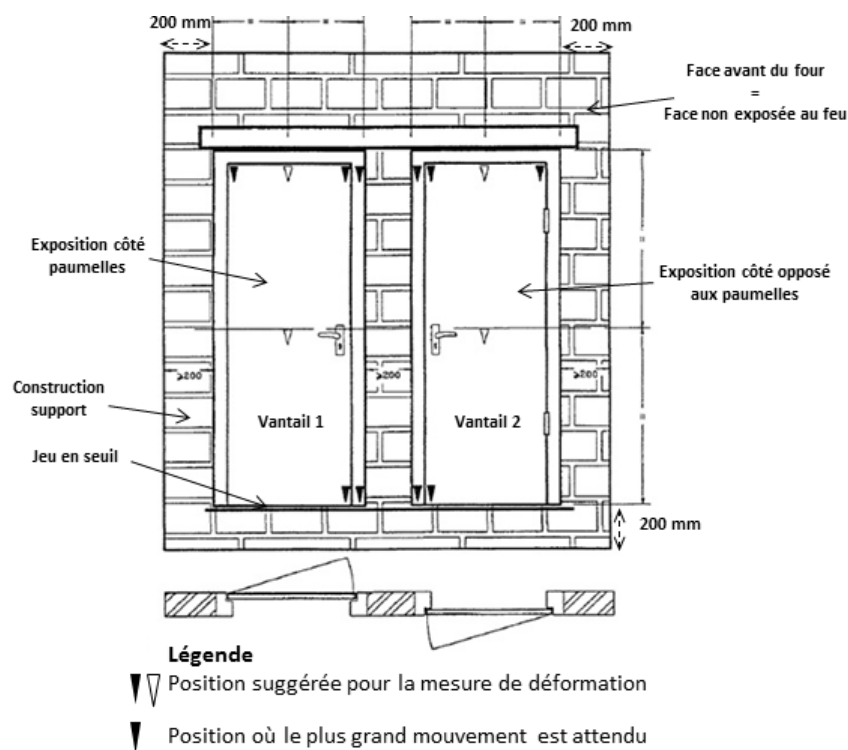 200 mm
= = = =
200 mm
Face avant du four
=
Face non exposée au feu
Exposition côté
paumelles
=
Exposition côté opposé
aux paumelles
⩾200
⩾200
⩾200
Construction
support
Vantail 1
Vantail 2
=
Jeu en seuil
200 mm
Légende
Position suggérée pour la mesure de déformation
Position où le plus grand mouvement est attendu